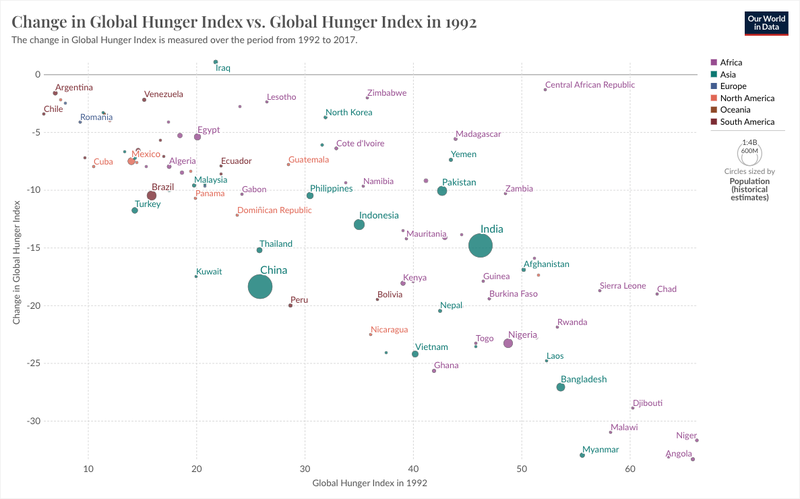 Change in Global Hunger Index vs. Global Hunger Index in 1992
The change in Global Hunger Index is measured over the period from 1992 to 2017.
Our World
in Data
Iraq
0
Argentina
Venezuela
Lesotho
Zimbabwe
Central African Republic
Chile
Romania
North Korea
-5
Egypt
Cote d'Ivoire
Madagascar
Cuba
Mexico
Algeria
Ecuador
Guatemala
Yemen
Malaysia
-10
Brazil
Panama
Gabon
Philippines
Namibia
Pakistan
Zambia
Turkey
Dominican Republic
Indonesia
India
Mauritania
-15
Thailand
Kuwait
China
Kenya
Guinea
Afghanistan
Sierra Leone
Chad
-20
Peru
Bolivia
Burkina Faso
Nepal
Nicaragua
Rwanda
Togo
Nigeria
Vietnam
Laos
-25
Ghana
Bangladesh
Djibouti
-30
Malawi
Niger
Myanmar
Angola
10
20
30
40
50
60
Global Hunger Index in 1992
Change in Global Hunger Index
Africa
Asia
Europe
North America
Oceania
South America
1:4B
600M
Circles sized by
Population
(historical
estimates)